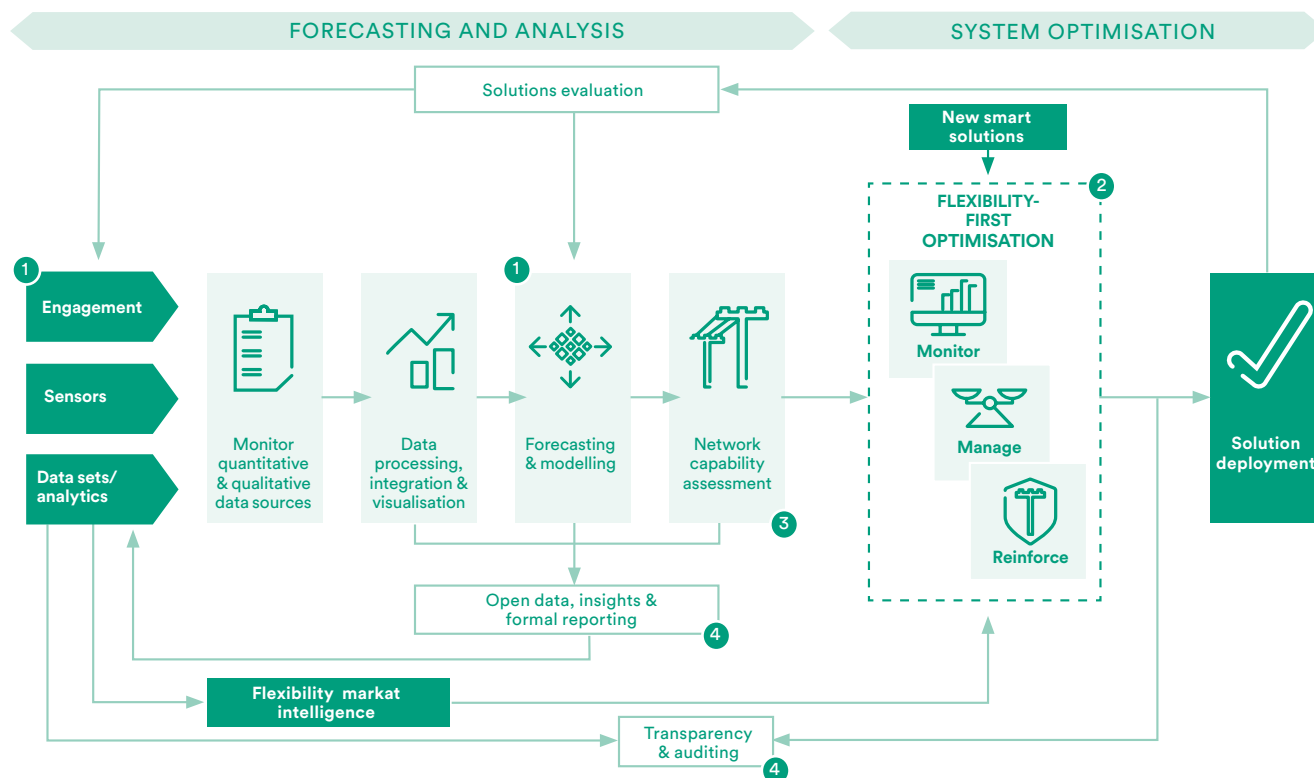 FORECASTING AND ANALYSIS
SYSTEM OPTIMISATION
Solutions evaluation
New smart
solutions
2
FLEXIBILITY-
FIRST
OPTIMISATION
1
Engagement
1
Monitor
Sensors
Manage
Data sets/
analytics
Monitor
quantitative
& qualitative
data sources
Data
processing,
integration &
visualisation
Forecasting
& modelling
Network
capability
assessment
3
Reinforce
Solution
deployment
Open data, insights &
formal reporting
4
Flexibility markat
intelligence
Transparency
& auditing
4